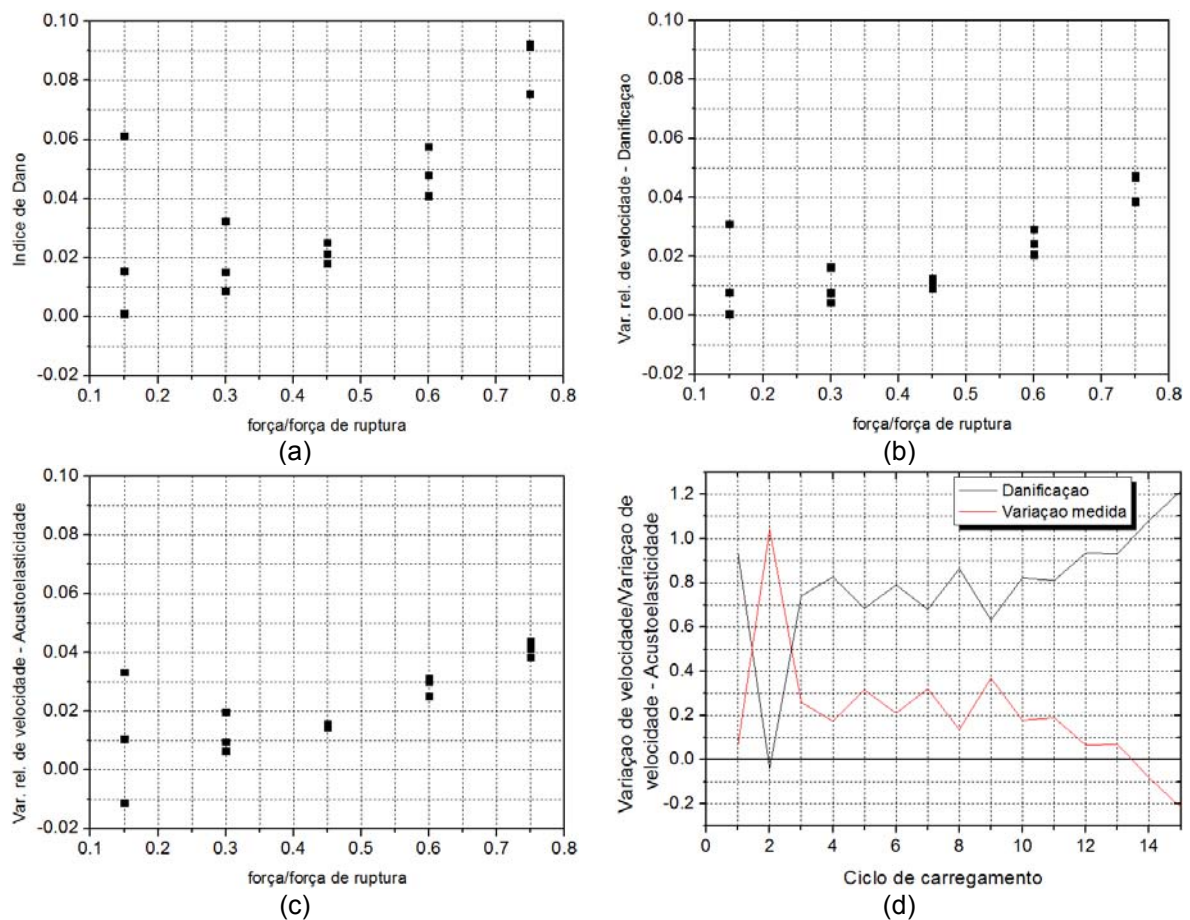 0.10
0.08
0.06
0.04
0.02
0.00
-0.02
Indice de Dano
0.1 0.2 0.3 0.4 0.5 0.6 0.7 0.8
força/força de ruptura
(a)
0.10
0.08
0.06
0.04
0.02
0.00
-0.02
Var. rel. de velocidade - Danificaçao
0.1 0.2 0.3 0.4 0.5 0.6 0.7 0.8
força/força de ruptura
(b)
0.10
0.08
0.06
0.04
0.02
0.00
-0.02
Var. rel. de velocidade - Acustoelasticidade
0.1 0.2 0.3 0.4 0.5 0.6 0.7 0.8
força/força de ruptura
(c)
Danificaçao
Variaçao medida
1.2
1.0
0.8
0.6
0.4
0.2
0.0
-0.2
Variaçao de velocidade/Variaçao de
velocidade - Acustoelasticidade
0 2 4 6 8 10 12 14
Ciclo de carregamento
(d)